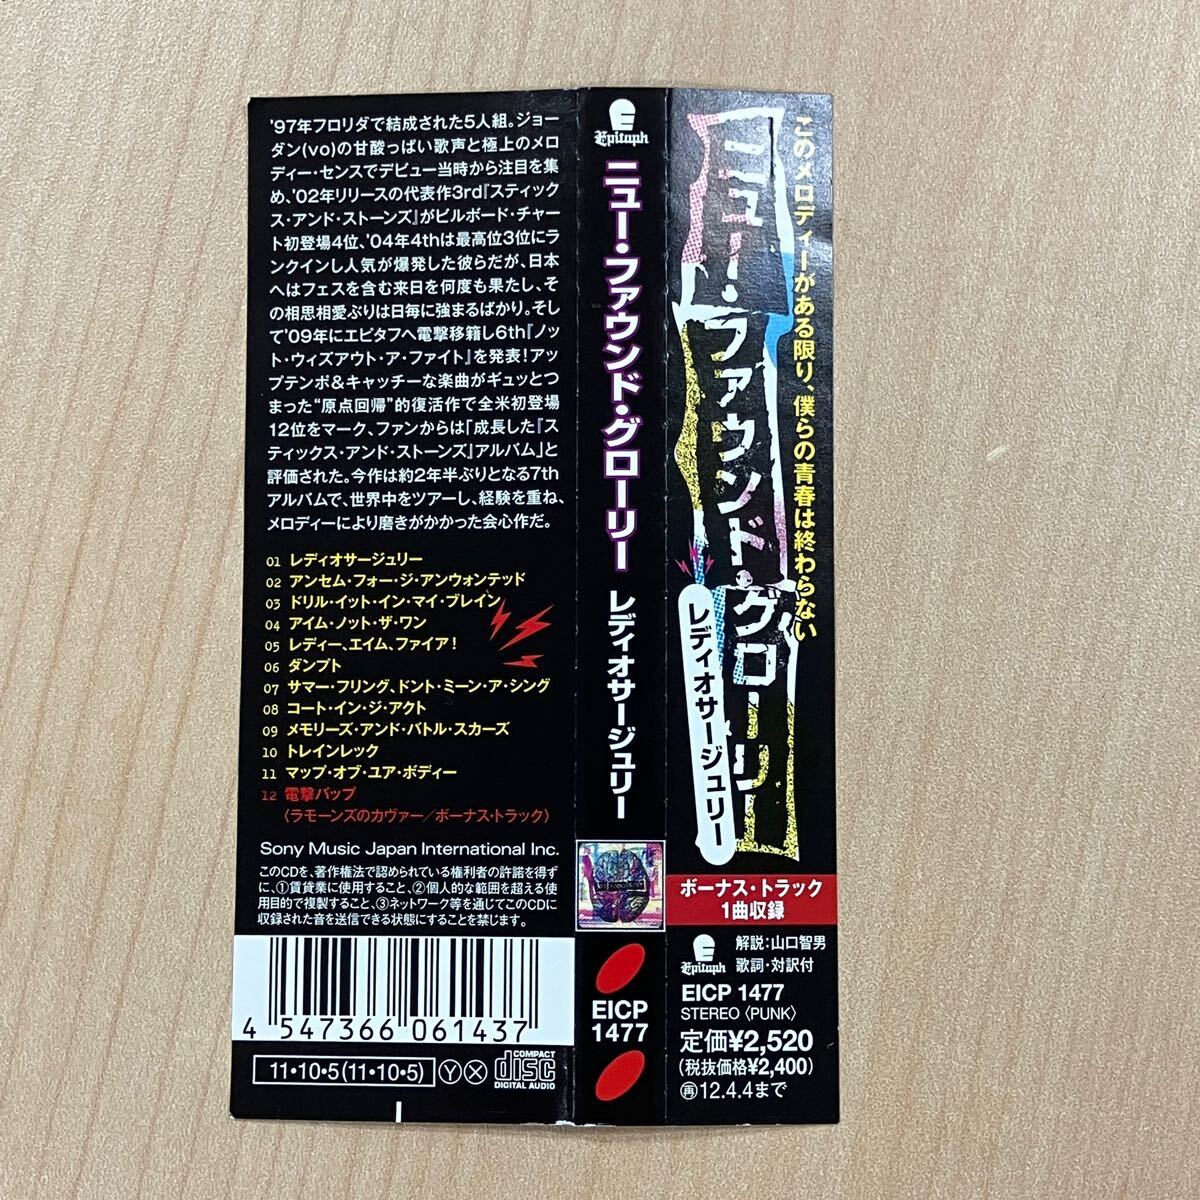 '97年フロリダで結成された5人組。ジョー
ダン(vo)の甘酸っぱい歌声と極上のメロ
ディー・センスでデビュー当時から注目を集
め、'02年リリースの代表作3rd『スティック
ス・アンド・ストーンズ』がビルボード・チャー
ト初登場4位、'04年4thは最高位3位にラ
ンクインし人気が爆発した彼らだが、日本
へはフェスを含む来日を何度も果たし、そ
の相思相愛ぶりは日毎に強まるばかり。そし
て'09年にエピタフへ電撃移籍し6th『ノッ
ト・ウィズアウト・ア・ファイト』を発表！アッ
プテンポ＆キャッチーな楽曲がギュッとつ
まった“原点回帰”的復活作で全米初登場
12位をマーク、ファンからは「成長した『ス
ティックス・アンド・ストーンズ』アルバム」と
評価された。今作は約2年半ぶりとなる7th
アルバムで、世界中をツアーし、経験を重ね、
メロディーにより磨きがかかった会心作だ。
01 レディオサージュリー
02 アンセム・フォー・ジ・アンウォンテッド
03 ドリル・イット・イン・マイ・ブレイン
04 アイム・ノット・ザ・ワン
05 レディー、エイム、ファイア！
06 ダンプト
07 サマー・フリング、ドント・ミーン・ア・シング
08 コート・イン・ジ・アクト
09 メモリーズ・アンド・バトル・スカーズ
10 トレインレック
11 マップ・オブ・ユア・ボディー
12 電撃バップ
〈ラモーンズのカヴァー／ボーナス・トラック〉
Sony Music Japan International Inc.
このCDを、著作権法で認められている権利者の許諾を得ず
に、①賃貸業に使用すること、②個人的な範囲を超える使
用目的で複製すること、③ネットワーク等を通じてこのCDに
収録された音を送信できる状態にすることを禁じます。
4 547366 061437
11・10・5(11・10・5) Ⓨ Ⓧ COMPACT disc DIGITAL AUDIO
Epitaph
ニュー・ファウンド・グローリー レディオサージュリー
EICP
1477
このメロディーがある限り、僕らの青春は終わらない
ニュー・ファウンド・グローリー
レディオサージュリー
ボーナス・トラック
1曲収録
Epitaph
解説：山口智男
歌詞・対訳付
EICP 1477
STEREO 〈PUNK〉
定価¥2,520
(税抜価格¥2,400)
㊢12.4.4まで